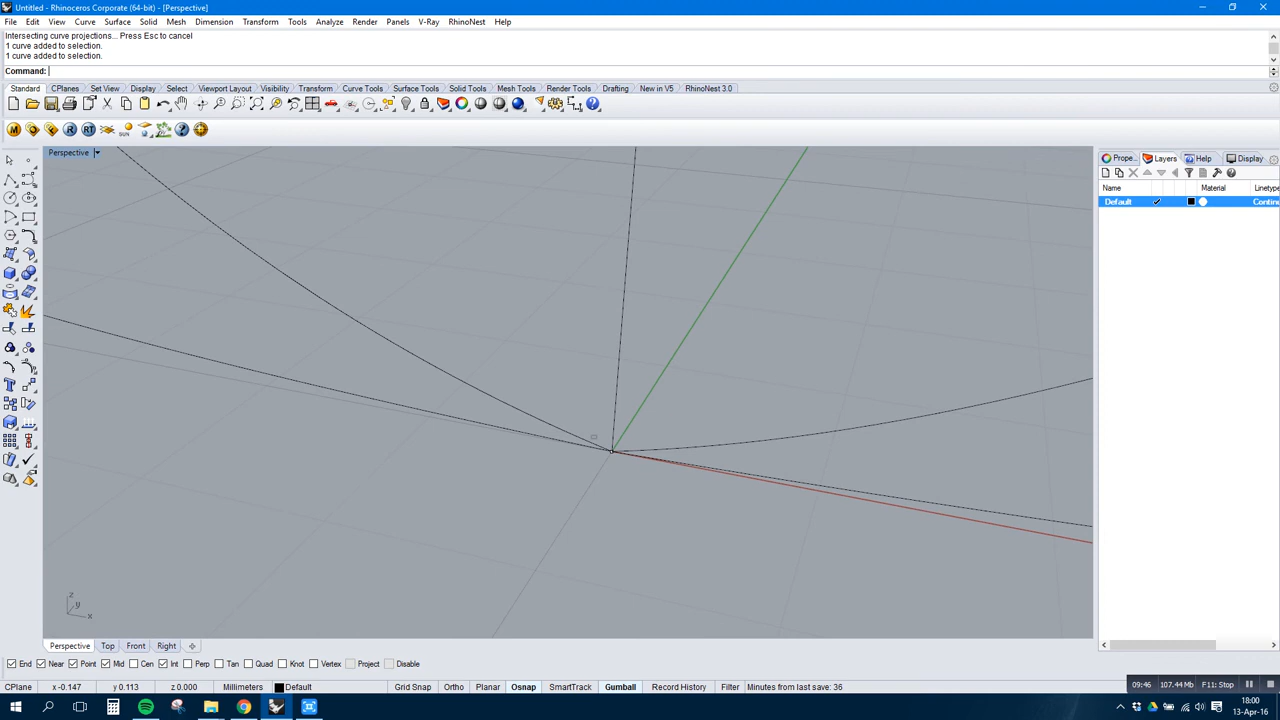 Untitled - Rhinoceros Corporate (64-bit) - [Perspective]
File Edit View Curve Surface Solid Mesh Dimension Transform Tools Analyze Render Panels V-Ray RhinoNest Help
Intersecting curve projections... Press Esc to cancel
1 curve added to selection.
1 curve added to selection.
Command:
Standard CPlanes Set View Display Select Viewport Layout Visibility Transform Curve Tools Surface Tools Solid Tools Mesh Tools Render Tools Drafting New in V5 RhinoNest 3.0
Perspective
Prope... Layers Help Display
Name Material Linetype
Default Continu
z
y
x
Perspective Top Front Right
End Near Point Mid Cen Int Perp Tan Quad Knot Vertex Project Disable
CPlane x -0.147 y 0.113 z 0.000 Millimeters Default Grid Snap Ortho Planar Osnap SmartTrack Gumball Record History Filter Minutes from last save: 36
09:46 107.44 Mb F11: Stop
18:00
13-Apr-16